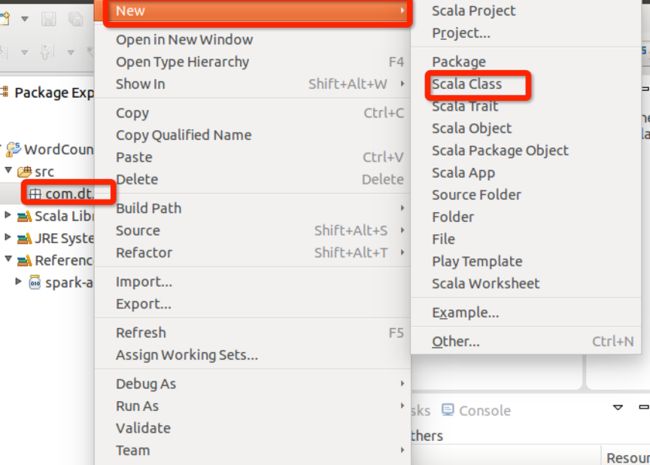 New
Open in New Window
Open Type Hierarchy F4
Show In Shift+Alt+W
Copy Ctrl+C
Copy Qualified Name
Paste Ctrl+V
Delete Delete
Build Path
Source Shift+Alt+S
Refactor Shift+Alt+T
Import...
Export...
Refresh F5
Assign Working Sets...
Debug As
Run As
Validate
Team
Scala Project
Project...
Package
Scala Class
Scala Trait
Scala Object
Scala Package Object
Scala App
Source Folder
Folder
File
Play Template
Scala Worksheet
Example...
Other... Ctrl+N
Package Exp
WordCoun
src
com.dt.
Scala Libr
JRE Syste
Reference
spark-a
sks
Console
thers
Resour